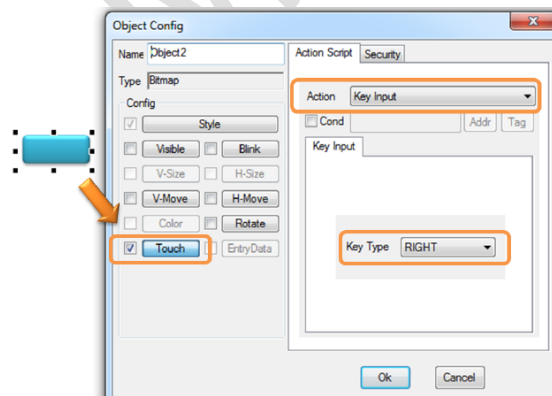 Object Config
Name Object2
Type Bitmap
Config
Style
Visible Blink
V-Size H-Size
V-Move H-Move
Color Rotate
Touch EntryData
Action Script Security
Action Key Input
Cond Addr Tag
Key Input
Key Type RIGHT
Ok Cancel